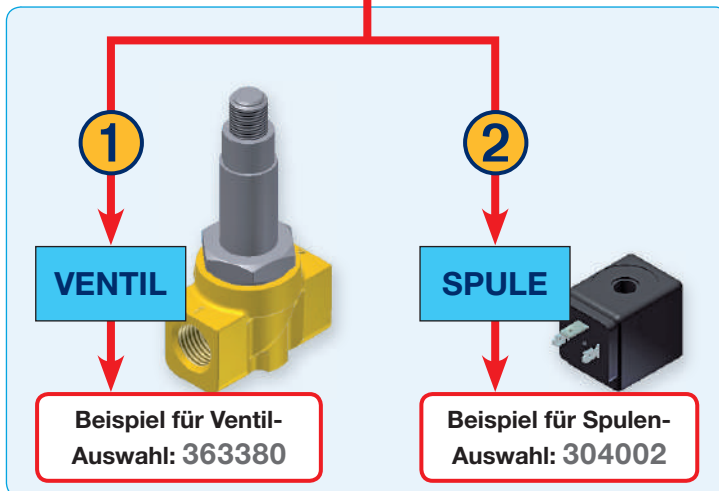 1
2
VENTIL
SPULE
Beispiel für Ventil-
Auswahl: 363380
Beispiel für Spulen-
Auswahl: 304002